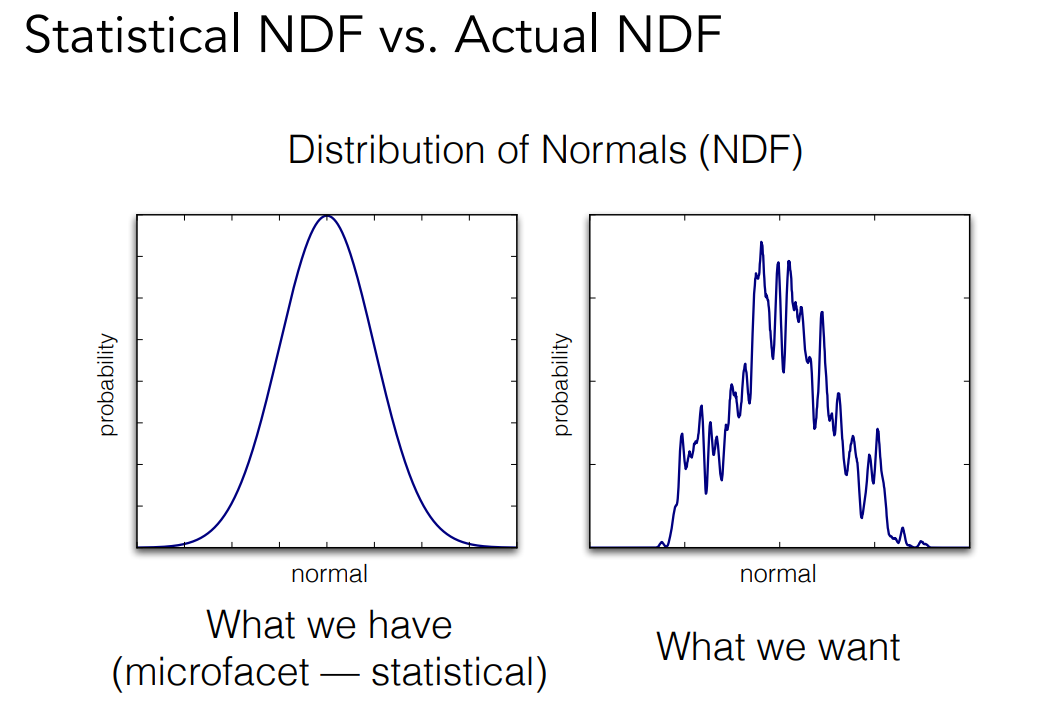 Statistical NDF vs. Actual NDF
Distribution of Normals (NDF)
probability
normal
What we have
(microfacet — statistical)
probability
normal
What we want